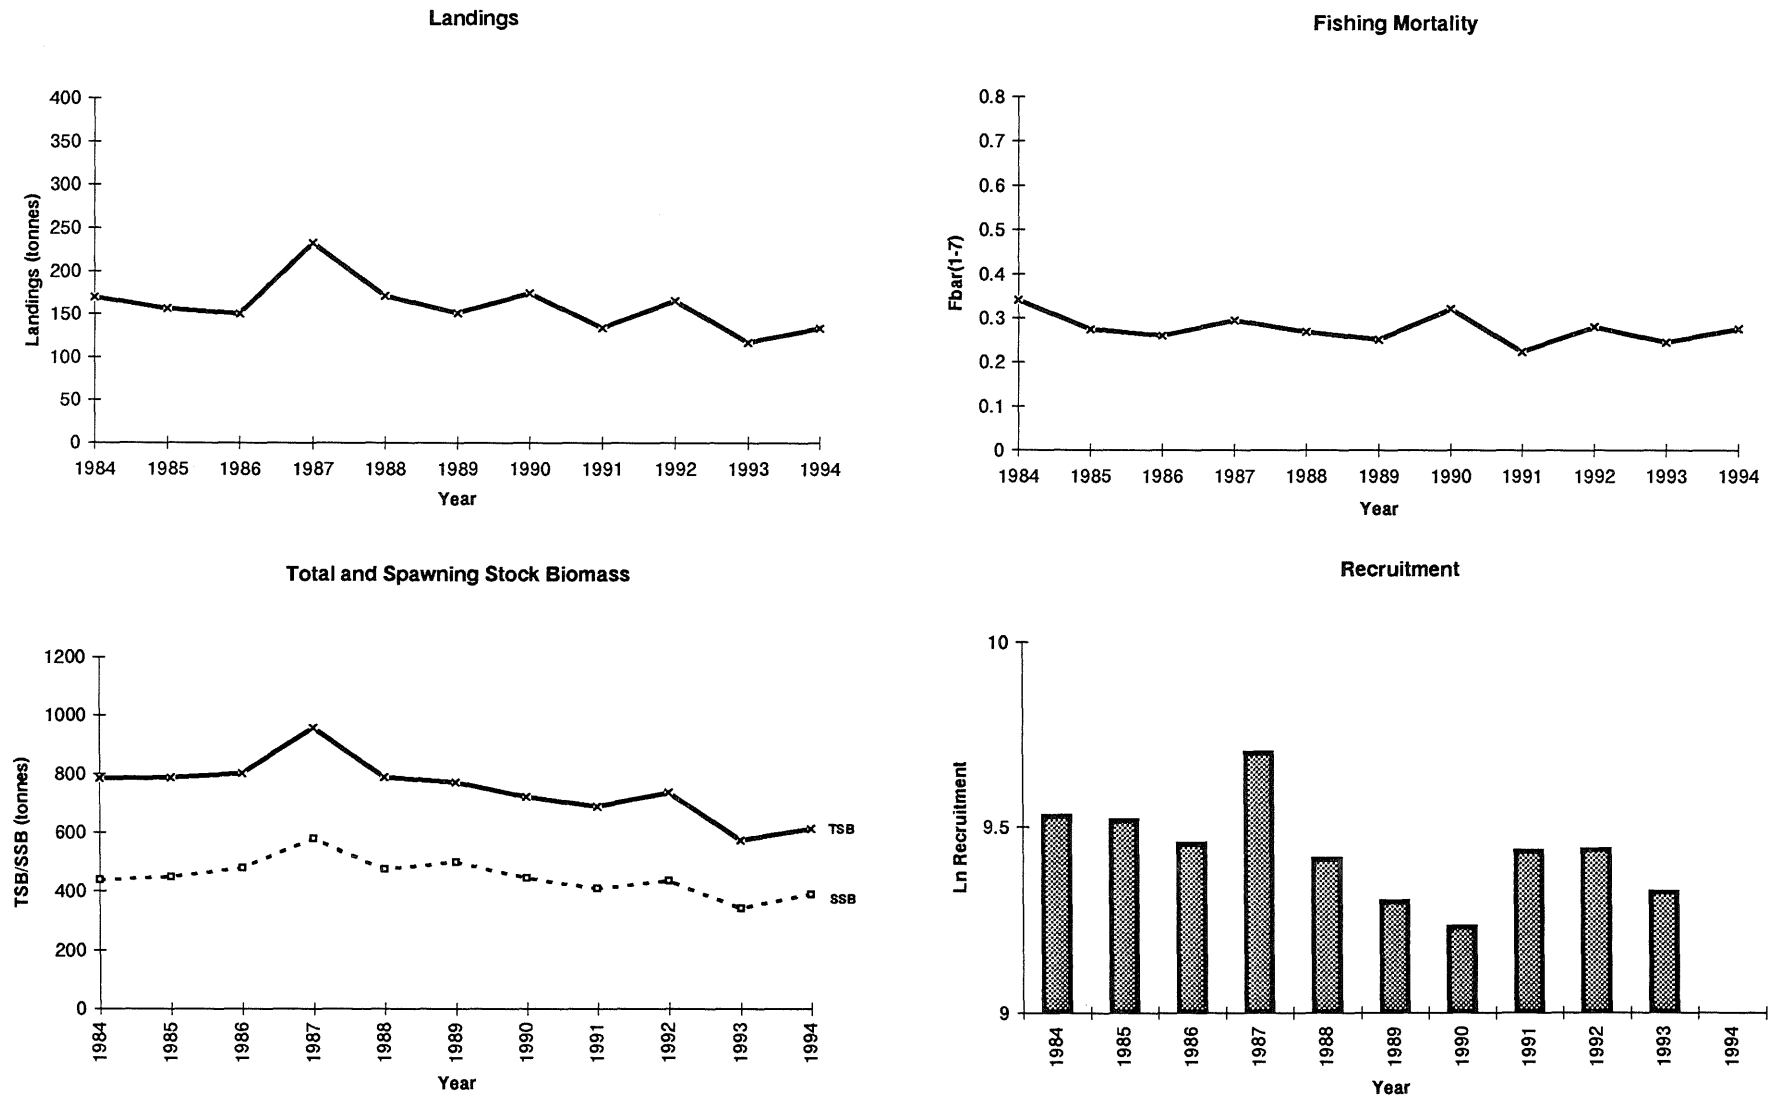 Landings
400
350
300
250
200
150
100
50
0
Landings (tonnes)
1984 1985 1986 1987 1988 1989 1990 1991 1992 1993 1994
Year
Fishing Mortality
0.8
0.7
0.6
0.5
0.4
0.3
0.2
0.1
0
Fbar(1-7)
1984 1985 1986 1987 1988 1989 1990 1991 1992 1993 1994
Year
Total and Spawning Stock Biomass
1200
1000
800
600
400
200
0
TSB/SSB (tonnes)
TSB
SSB
1984 1985 1986 1987 1988 1989 1990 1991 1992 1993 1994
Year
Recruitment
10
9.5
9
Ln Recruitment
1984 1985 1986 1987 1988 1989 1990 1991 1992 1993 1994
Year